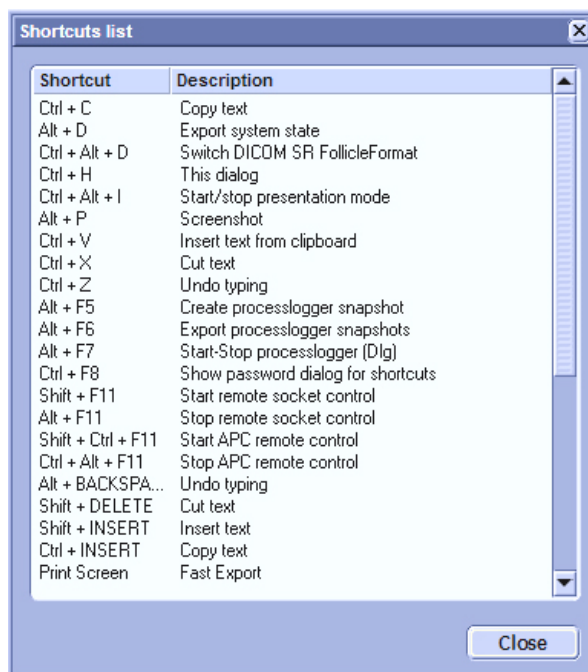 Shortcuts list
Shortcut Description
Ctrl + C Copy text
Alt + D Export system state
Ctrl + Alt + D Switch DICOM SR FollicleFormat
Ctrl + H This dialog
Ctrl + Alt + I Start/stop presentation mode
Alt + P Screenshot
Ctrl + V Insert text from clipboard
Ctrl + X Cut text
Ctrl + Z Undo typing
Alt + F5 Create processlogger snapshot
Alt + F6 Export processlogger snapshots
Alt + F7 Start-Stop processlogger (Dlg)
Ctrl + F8 Show password dialog for shortcuts
Shift + F11 Start remote socket control
Alt + F11 Stop remote socket control
Shift + Ctrl + F11 Start APC remote control
Ctrl + Alt + F11 Stop APC remote control
Alt + BACKSPA... Undo typing
Shift + DELETE Cut text
Shift + INSERT Insert text
Ctrl + INSERT Copy text
Print Screen Fast Export
Close